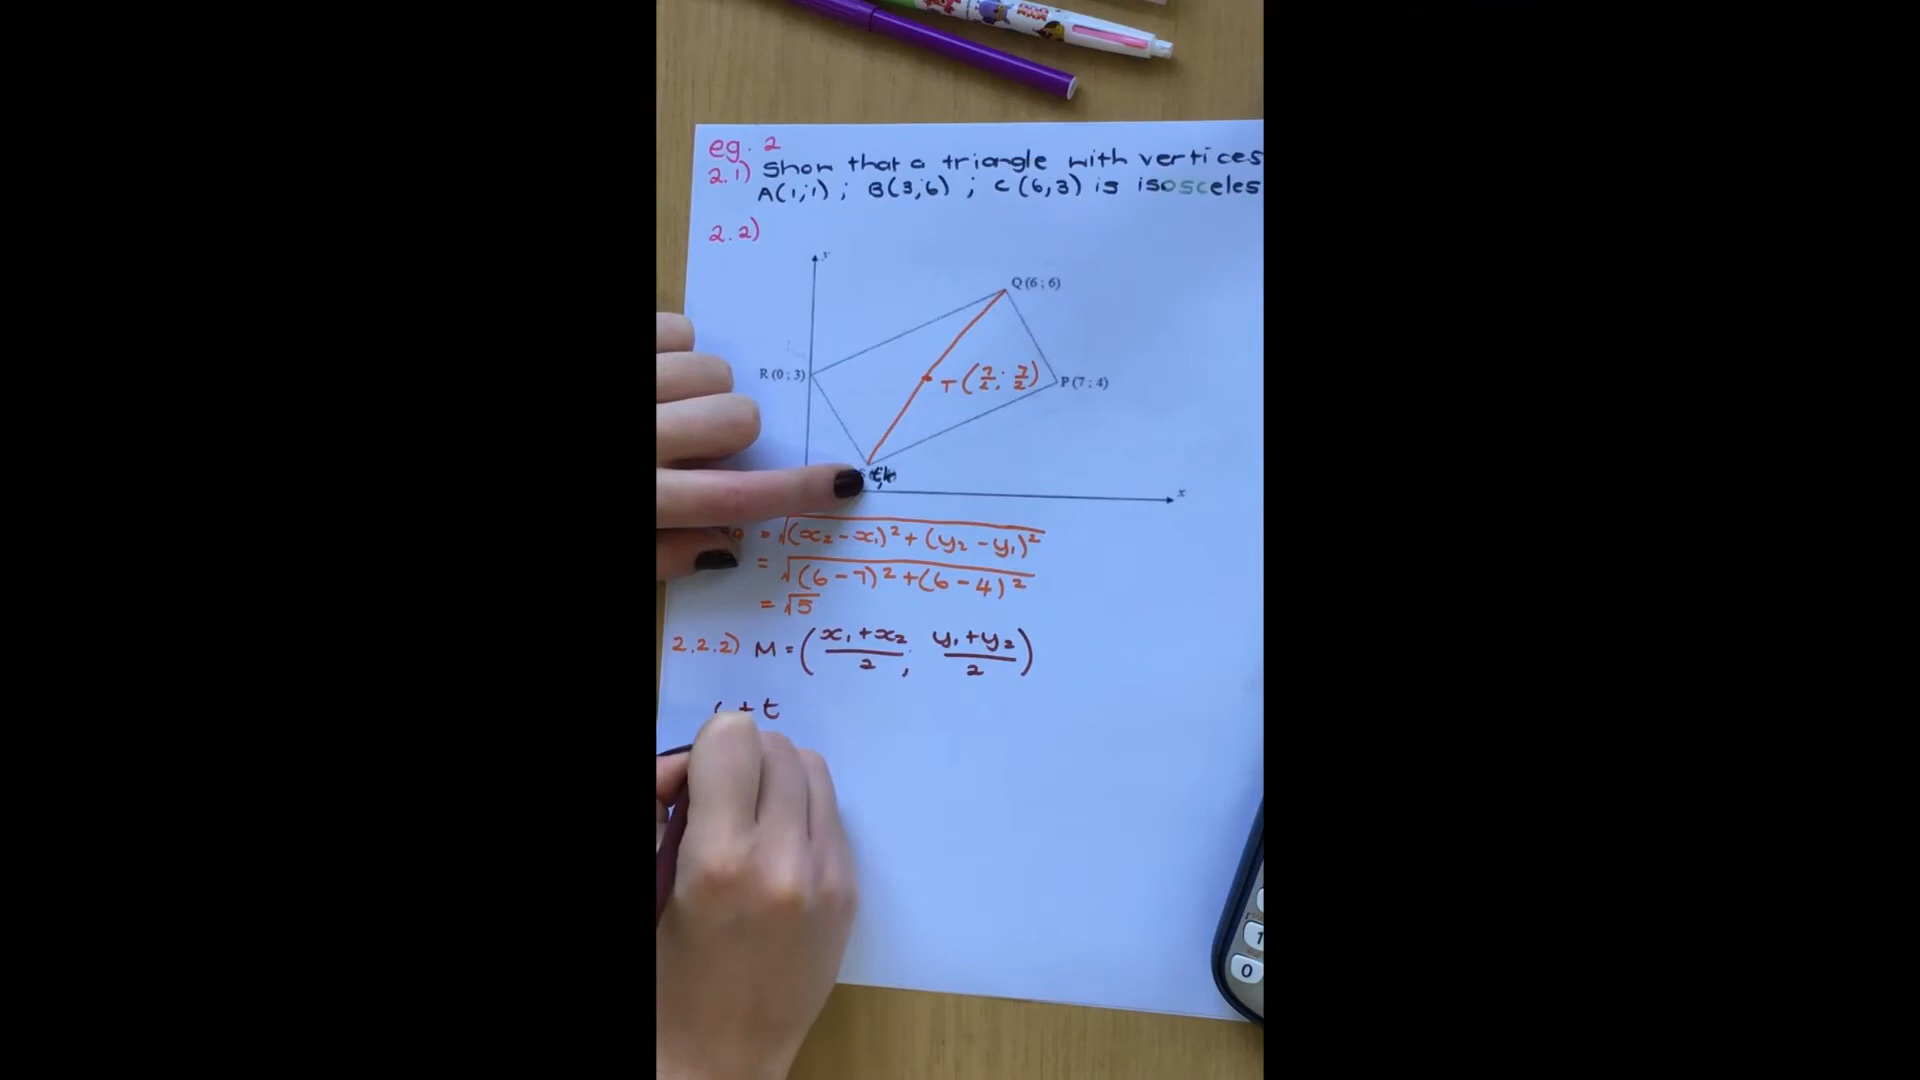 eg. 2
2.1) Show that a triangle with vertices
A(1;1) ; B(3;6) ; C(6;3) is isosceles
2.2)
y
Q (6 ; 6)
R (0 ; 3)
T (7/2 ; 7/2)
P (7 ; 4)
x
= √(x₂-x₁)² + (y₂-y₁)²
= √(6-7)² + (6-4)²
= √5
2.2.2) M = (x₁+x₂/2 ; y₁+y₂/2)
+ t
1
0